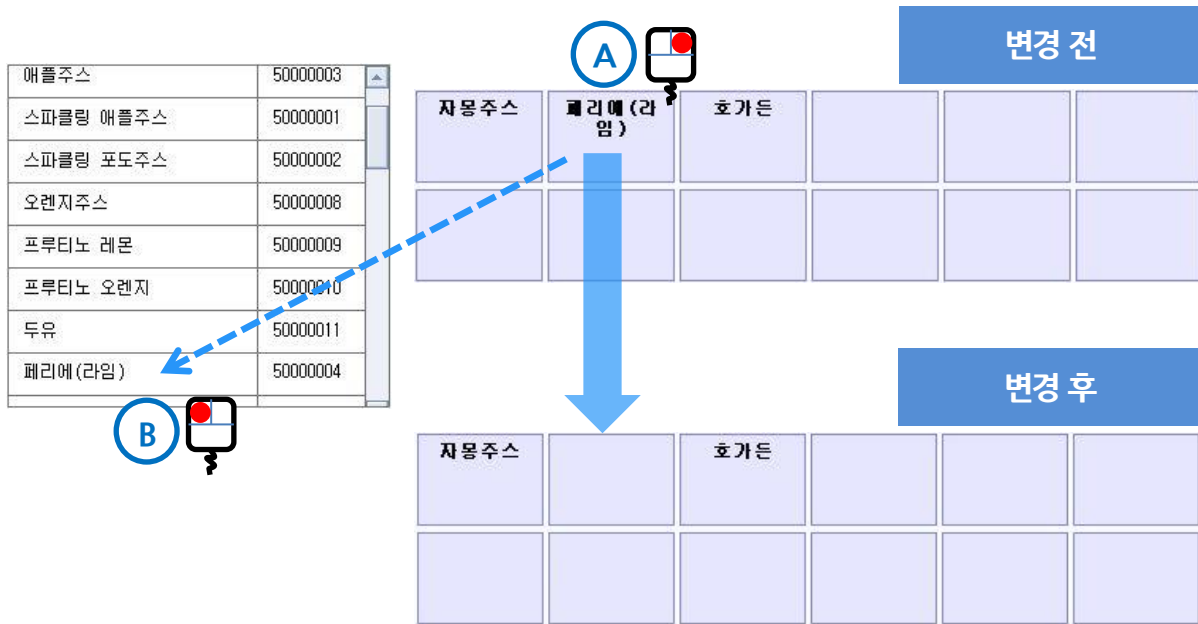 변경 전
A
애플주스 50000003
스파클링 애플주스 50000001
스파클링 포도주스 50000002
오렌지주스 50000008
프루티노 레몬 50000009
프루티노 오렌지 50000010
두유 50000011
페리에(라임) 50000004
B
자몽주스
페리에(라
임)
호가든
변경 후
자몽주스
호가든